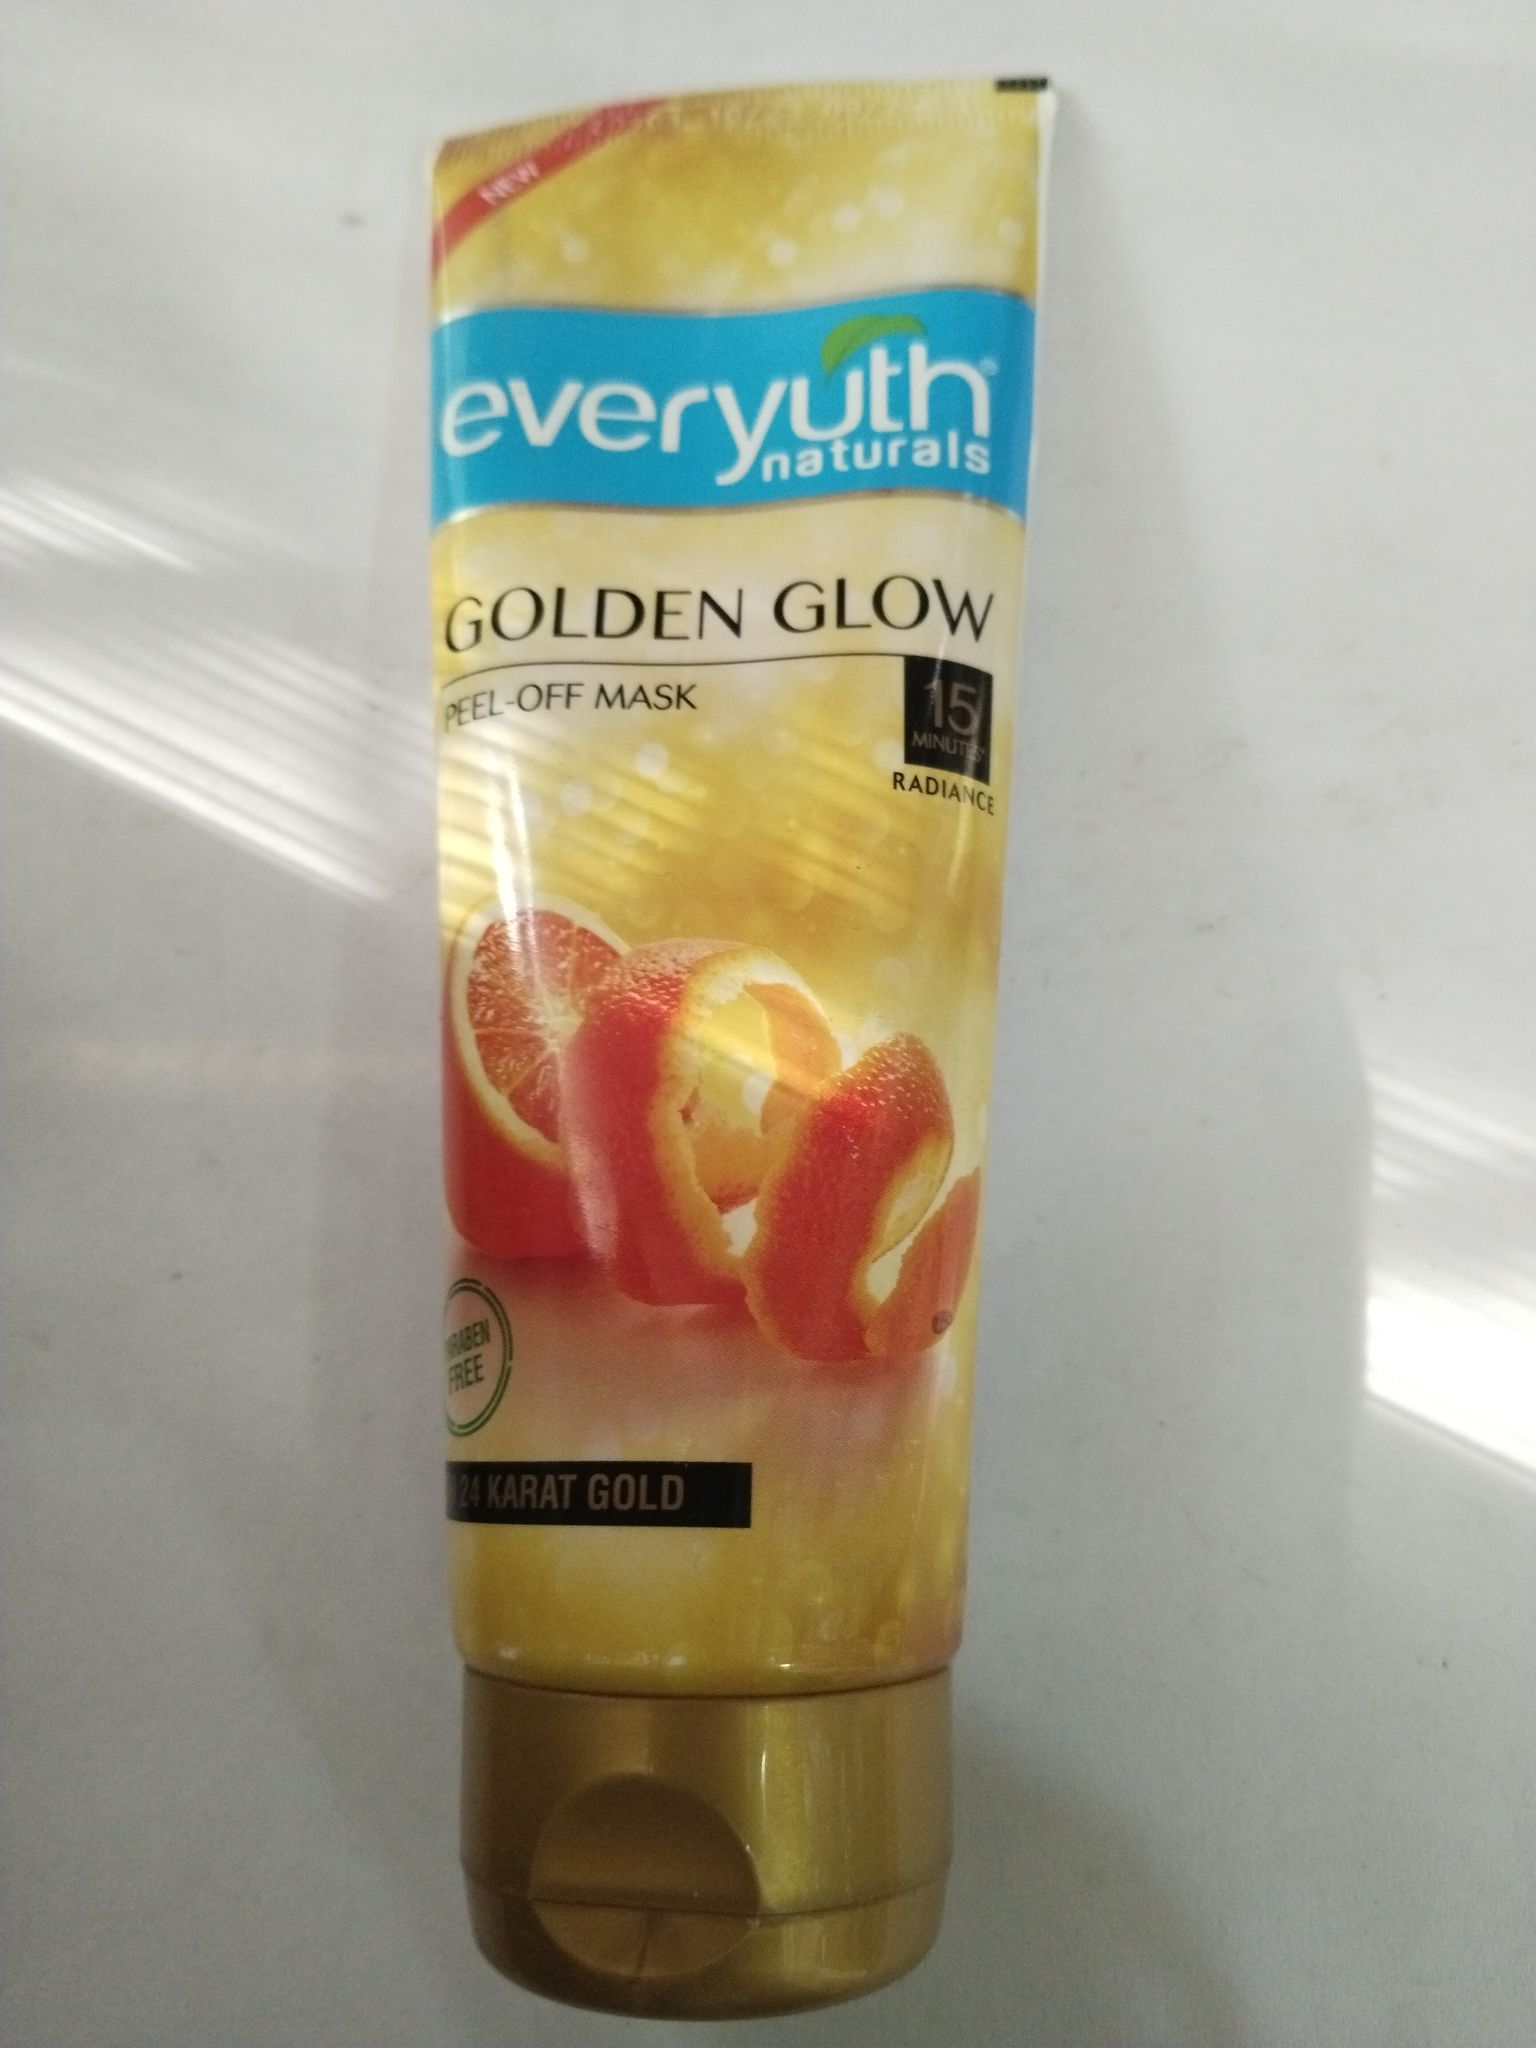 NEW
everyuth
naturals
GOLDEN GLOW
PEEL-OFF MASK
15
MINUTES*
RADIANCE
FREE
24 KARAT GOLD